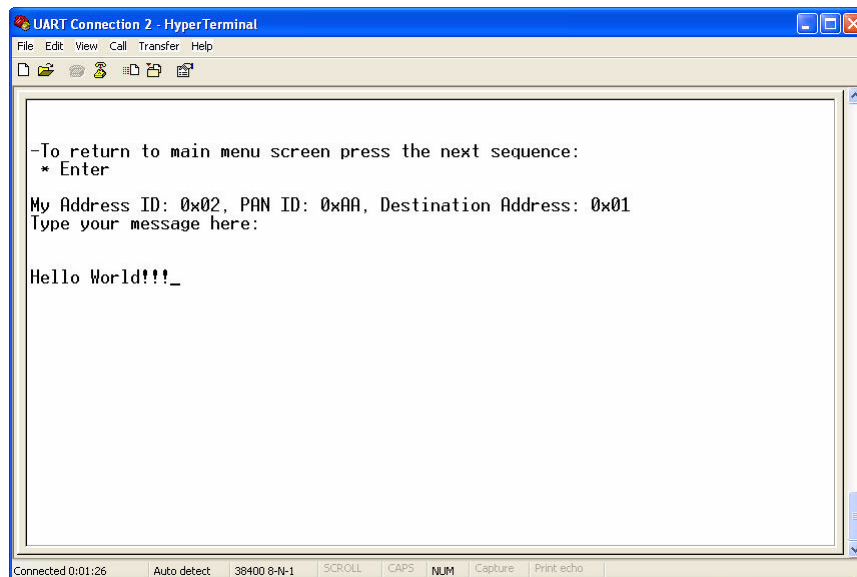 UART Connection 2 - HyperTerminal
File Edit View Call Transfer Help
-To return to main menu screen press the next sequence:
* Enter
My Address ID: 0x02, PAN ID: 0xAA, Destination Address: 0x01
Type your message here:
Hello World!!!_
Connected 0:01:26 Auto detect 38400 8-N-1 SCROLL CAPS NUM Capture Print echo